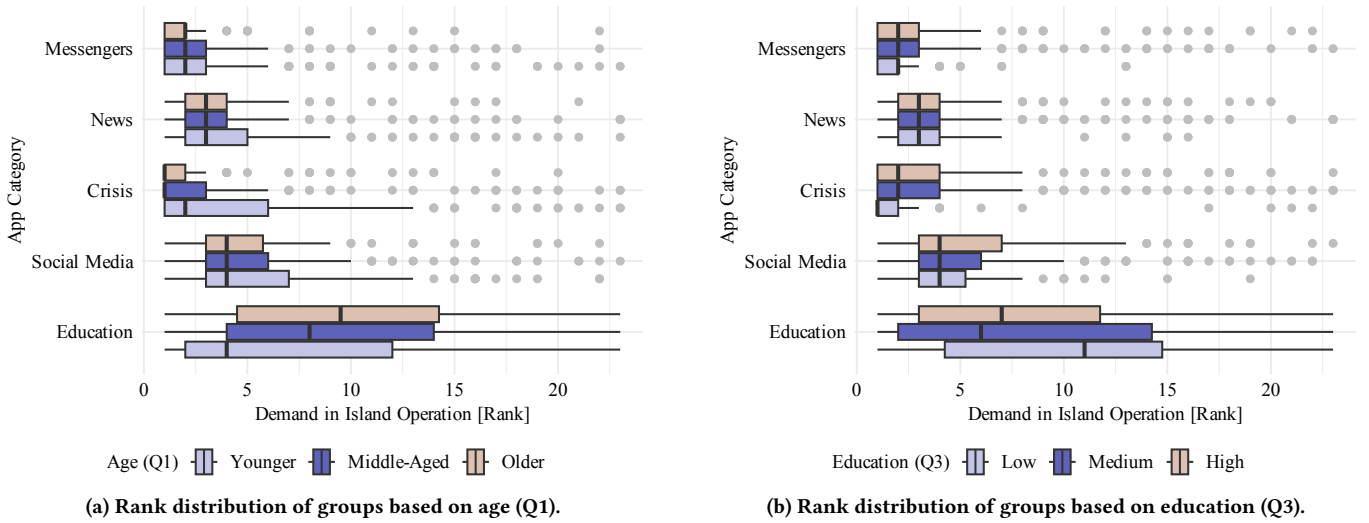 Messengers
News
Crisis
Social Media
Education
App Category
0 5 10 15 20
Demand in Island Operation [Rank]
Age (Q1) Younger Middle-Aged Older
(a) Rank distribution of groups based on age (Q1).
Messengers
News
Crisis
Social Media
Education
App Category
0 5 10 15 20
Demand in Island Operation [Rank]
Education (Q3) Low Medium High
(b) Rank distribution of groups based on education (Q3).